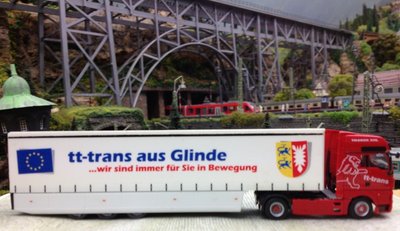 tt-trans aus Glinde
...wir sind immer für Sie in Bewegung
tt-trans